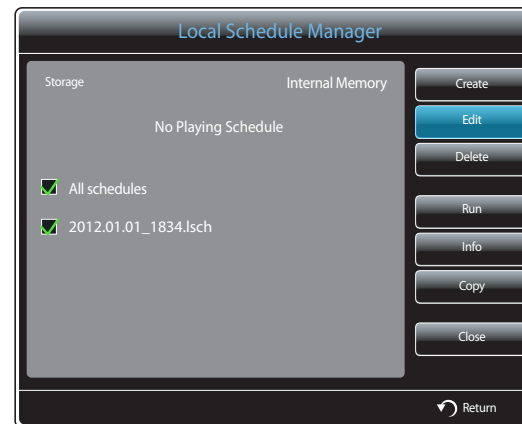 Local Schedule Manager
Storage Internal Memory
No Playing Schedule
All schedules
2012.01.01_1834.lsch
Create
Edit
Delete
Run
Info
Copy
Close
Return